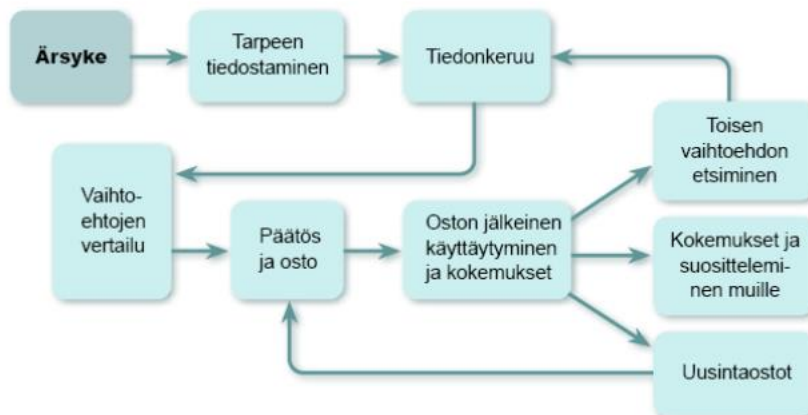 Ärsyke
Tarpeen
tiedostaminen
Tiedonkeruu
Toisen
vaihtoehdon
etsiminen
Vaihto-
ehtojen
vertailu
Päätös
ja osto
Oston jälkeinen
käyttäytyminen
ja kokemukset
Kokemukset ja
suosittelemi-
nen muille
Uusintaostot